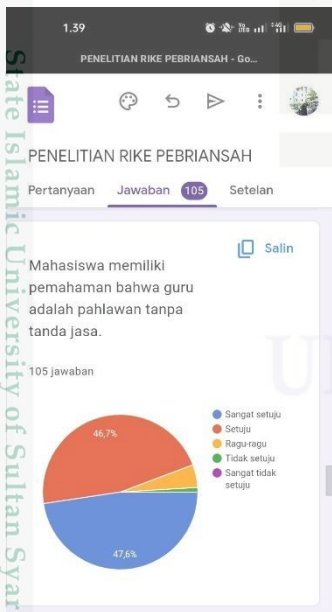 1.39
PENELITIAN RIKE PEBRIANSAH - Go...
PENELITIAN RIKE PEBRIANSAH
Pertanyaan Jawaban 105 Setelan
Salin
Mahasiswa memiliki
pemahaman bahwa guru
adalah pahlawan tanpa
tanda jasa.
105 jawaban
46,7%
47,6%
Sangat setuju
Setuju
Ragu-ragu
Tidak setuju
Sangat tidak
setuju
State Islamic University of Sultan Syar